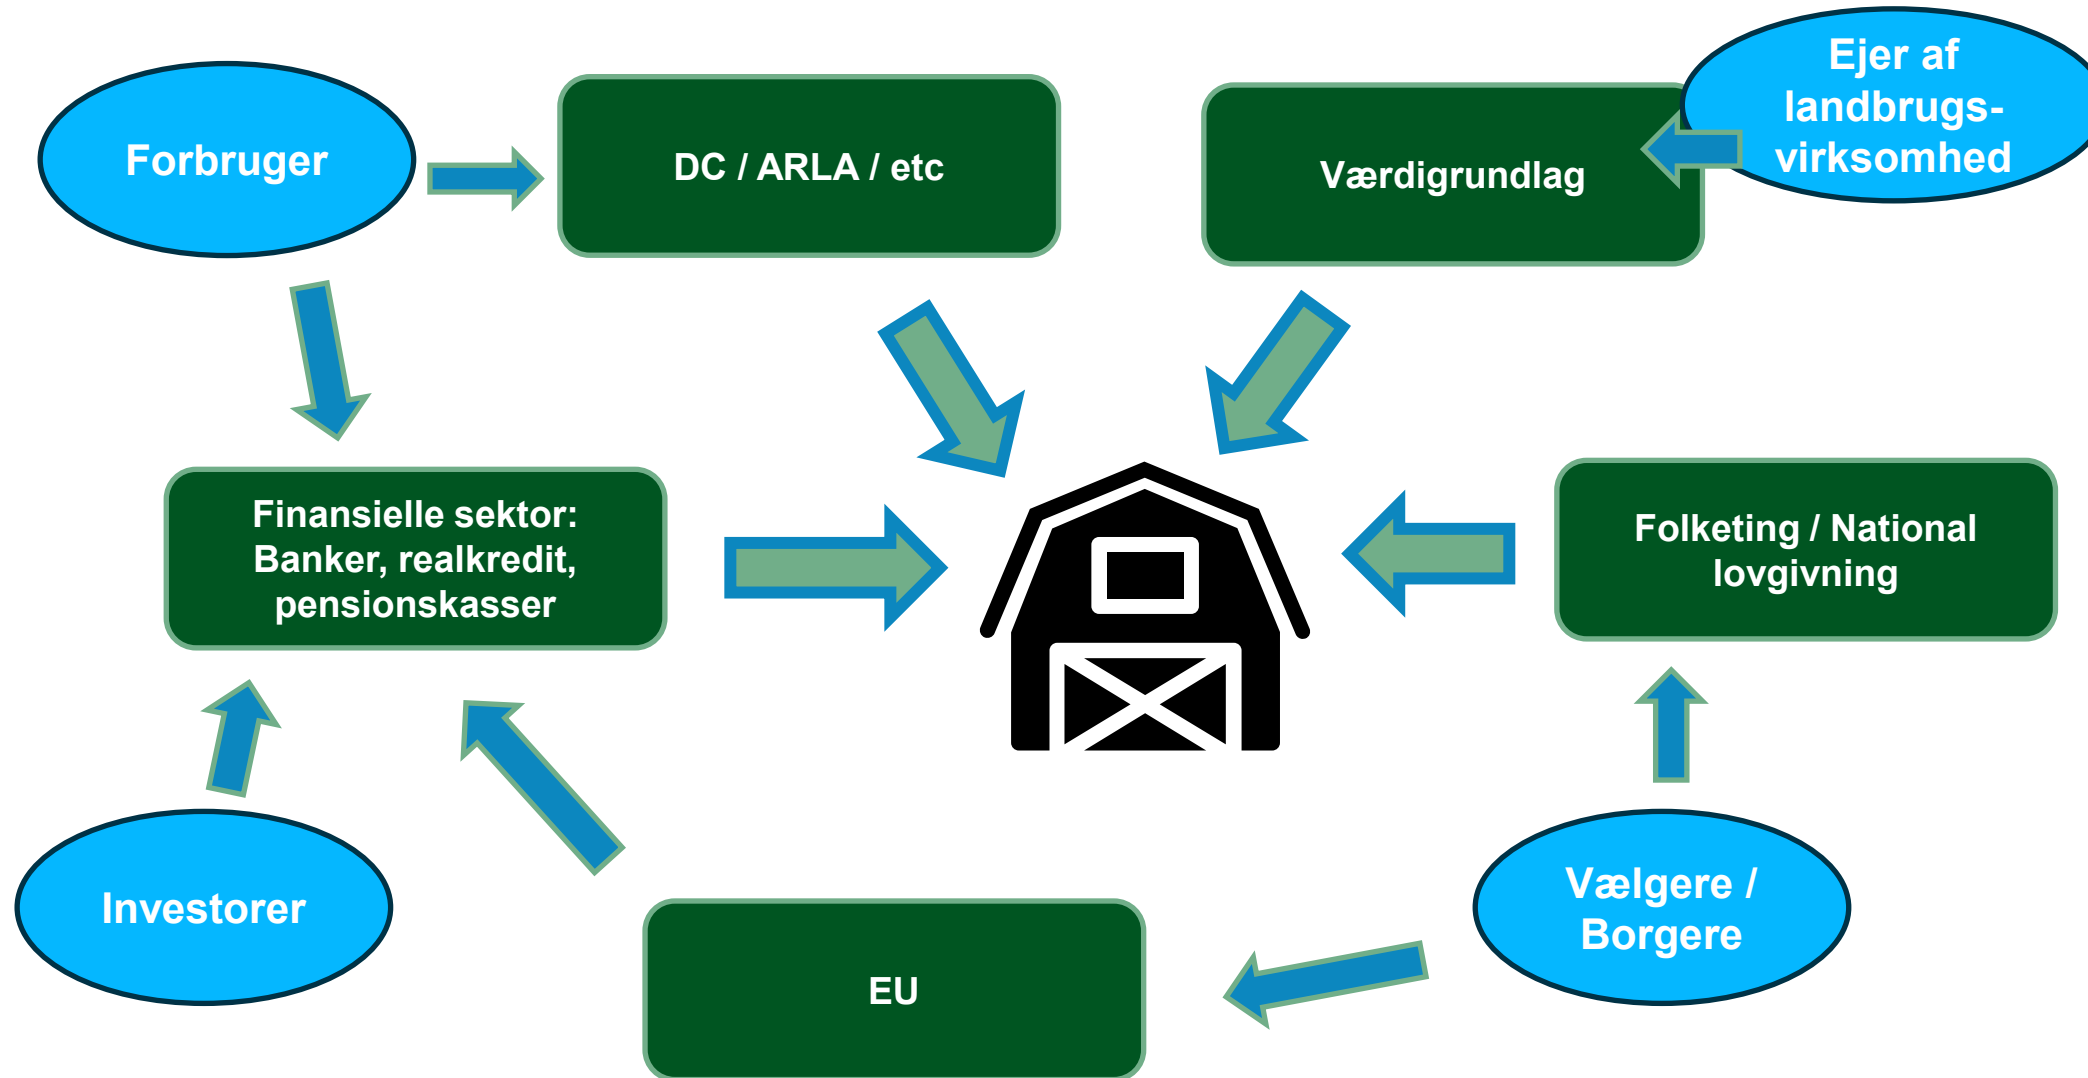 Forbruger
DC / ARLA / etc
Værdigrundlag
Ejer af
landbrugs-
virksomhed
Finansielle sektor:
Banker, realkredit,
pensionskasser
Folketing / National
lovgivning
Investorer
EU
Vælgere /
Borgere